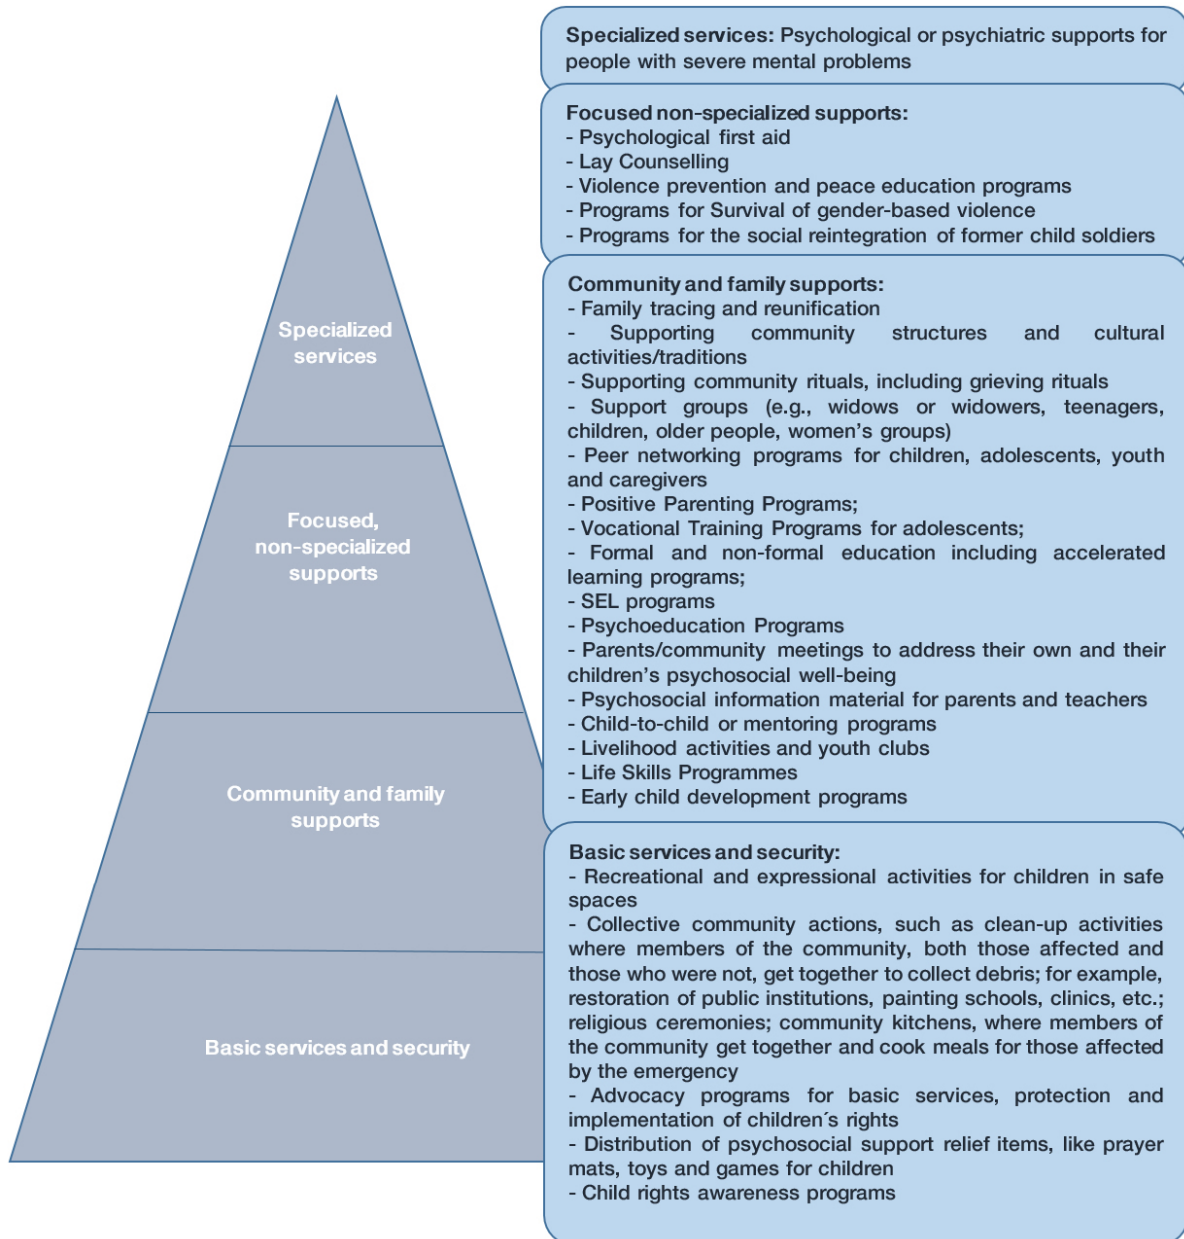 Specialized services: Psychological or psychiatric supports for
people with severe mental problems
Focused non-specialized supports:
- Psychological first aid
- Lay Counselling
- Violence prevention and peace education programs
- Programs for Survival of gender-based violence
- Programs for the social reintegration of former child soldiers
Community and family supports:
- Family tracing and reunification
- Supporting community structures and cultural
activities/traditions
- Supporting community rituals, including grieving rituals
- Support groups (e.g., widows or widowers, teenagers,
children, older people, women’s groups)
- Peer networking programs for children, adolescents, youth
and caregivers
- Positive Parenting Programs;
- Vocational Training Programs for adolescents;
- Formal and non-formal education including accelerated
learning programs;
- SEL programs
- Psychoeducation Programs
- Parents/community meetings to address their own and their
children’s psychosocial well-being
- Psychosocial information material for parents and teachers
- Child-to-child or mentoring programs
- Livelihood activities and youth clubs
- Life Skills Programmes
- Early child development programs
Basic services and security:
- Recreational and expressional activities for children in safe
spaces
- Collective community actions, such as clean-up activities
where members of the community, both those affected and
those who were not, get together to collect debris; for example,
restoration of public institutions, painting schools, clinics, etc.;
religious ceremonies; community kitchens, where members of
the community get together and cook meals for those affected
by the emergency
- Advocacy programs for basic services, protection and
implementation of children´s rights
- Distribution of psychosocial support relief items, like prayer
mats, toys and games for children
- Child rights awareness programs
Specialized
services
Focused,
non-specialized
supports
Community and family
supports
Basic services and security